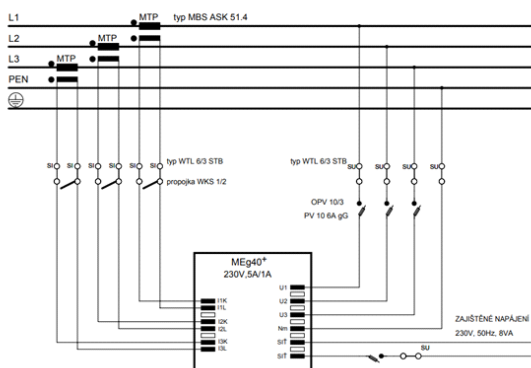 L1 MTP typ MBS ASK 51.4
L2 MTP
L3 MTP
PEN
SI SI SI SI SI SI typ WTL 6/3 STB
typ WTL 6/3 STB SU SU SU SU
propojka WKS 1/2
OPV 10/3
PV 10 6A gG
MEg40+
230V,5A/1A
I1K
I1L
I2K
I2L
I3K
I3L
U1
U2
U3
Nm
SIŤ
SIŤ
ZAJIŠTĚNÉ NAPÁJENÍ
230V, 50Hz, 8VA
SU